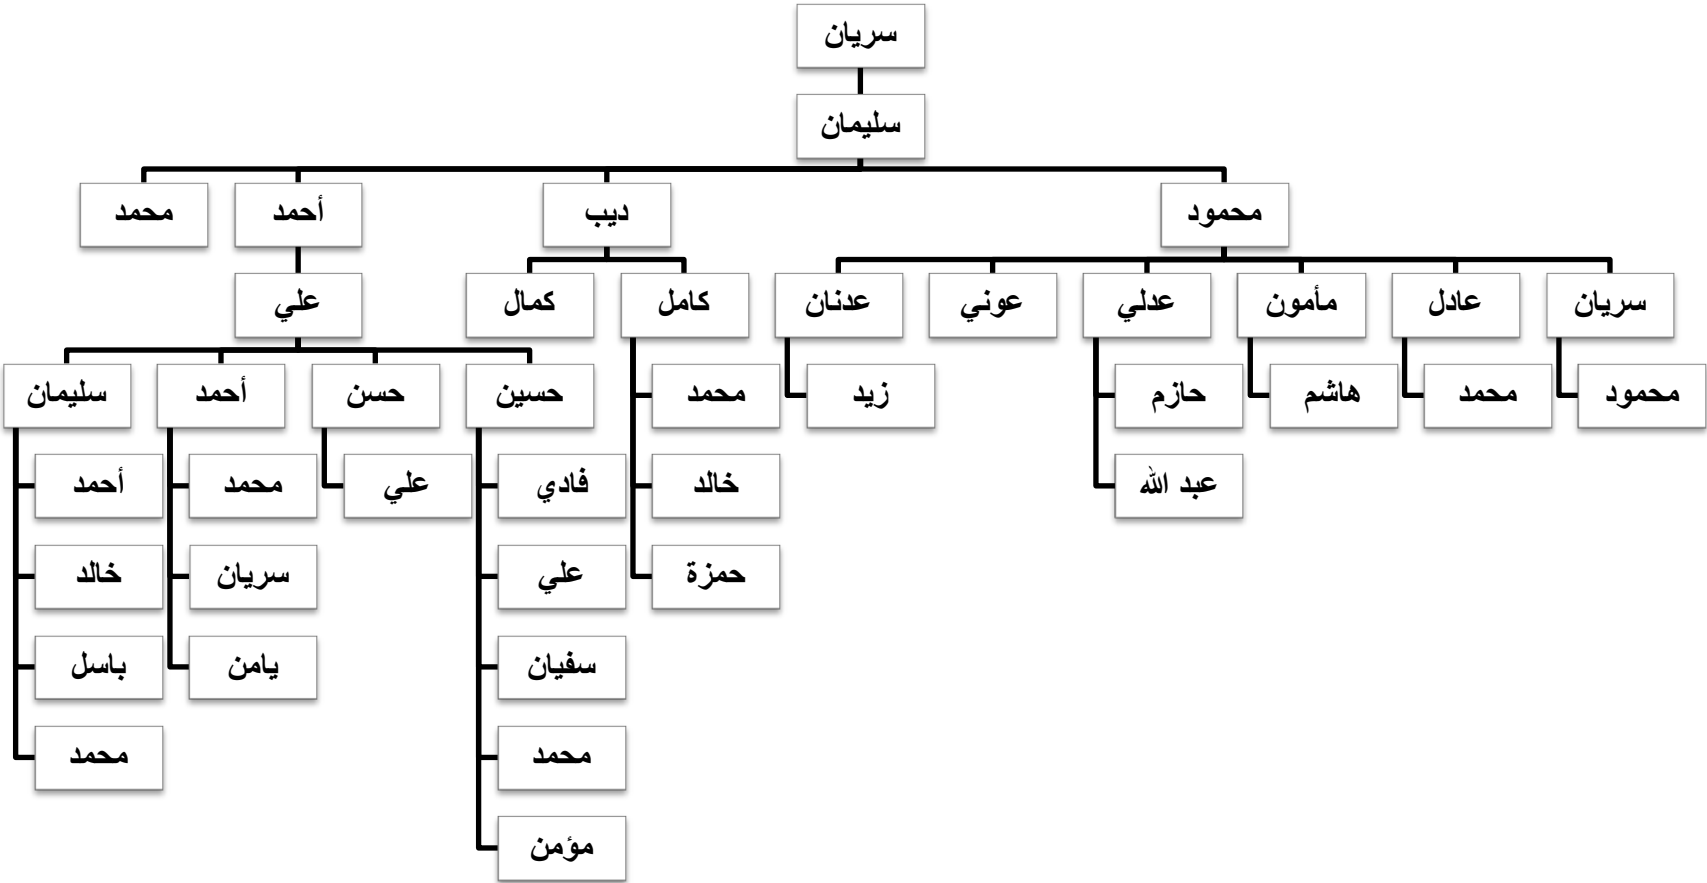 سريان
سليمان
محمود
ديب
أحمد
محمد
سريان
عادل
مأمون
عدلي
عوني
عدنان
كامل
كمال
علي
محمود
محمد
هاشم
حازم
زيد
محمد
حسين
حسن
أحمد
سليمان
عبد الله
خالد
فادي
علي
محمد
أحمد
حمزة
علي
سريان
خالد
سفيان
يامن
باسل
محمد
محمد
مؤمن